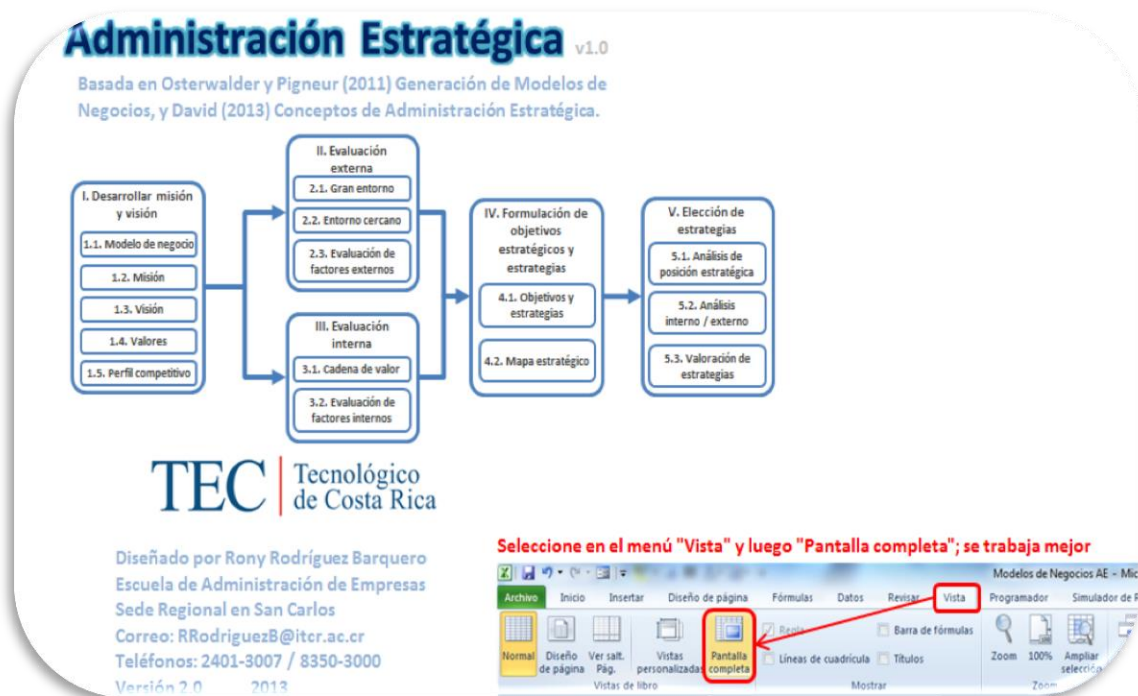 Administración Estratégica v1.0
Basada en Osterwalder y Pigneur (2011) Generación de Modelos de
Negocios, y David (2013) Conceptos de Administración Estratégica.
I. Desarrollar misión
y visión
1.1. Modelo de negocio
1.2. Misión
1.3. Visión
1.4. Valores
1.5. Perfil competitivo
II. Evaluación
externa
2.1. Gran entorno
2.2. Entorno cercano
2.3. Evaluación de
factores externos
III. Evaluación
interna
3.1. Cadena de valor
3.2. Evaluación de
factores internos
IV. Formulación de
objetivos
estratégicos y
estrategias
4.1. Objetivos y
estrategias
4.2. Mapa estratégico
V. Elección de
estrategias
5.1. Análisis de
posición estratégica
5.2. Análisis
interno / externo
5.3. Valoración de
estrategias
TEC Tecnológico
de Costa Rica
Diseñado por Rony Rodríguez Barquero
Escuela de Administración de Empresas
Sede Regional en San Carlos
Correo: RRodriguezB@itcr.ac.cr
Teléfonos: 2401-3007 / 8350-3000
Versión 2.0 2013
Seleccione en el menú "Vista" y luego "Pantalla completa"; se trabaja mejor
Modelos de Negocios AE - Mic
Archivo Inicio Insertar Diseño de página Fórmulas Datos Revisar Vista Programador Simulador de R
Normal Diseño de página Ver salt. Pág. Vistas personalizadas Pantalla completa
Regla Barra de fórmulas
Líneas de cuadrícula Títulos
Zoom 100% Ampliar selección
Vistas de libro Mostrar Zoom